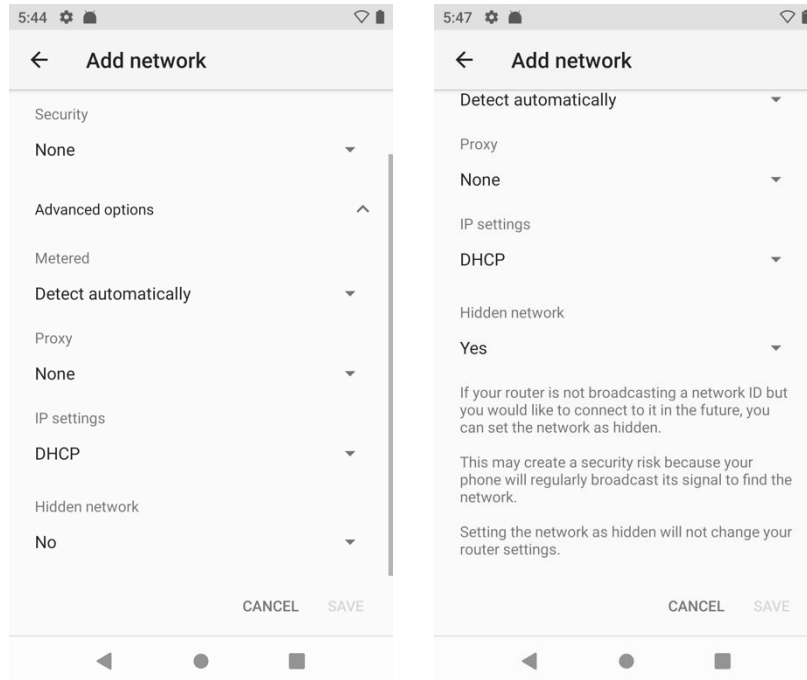 5:44
Add network
Security
None
Advanced options
Metered
Detect automatically
Proxy
None
IP settings
DHCP
Hidden network
No
CANCEL SAVE
5:47
Add network
Detect automatically
Proxy
None
IP settings
DHCP
Hidden network
Yes
If your router is not broadcasting a network ID but
you would like to connect to it in the future, you
can set the network as hidden.
This may create a security risk because your
phone will regularly broadcast its signal to find the
network.
Setting the network as hidden will not change your
router settings.
CANCEL SAVE